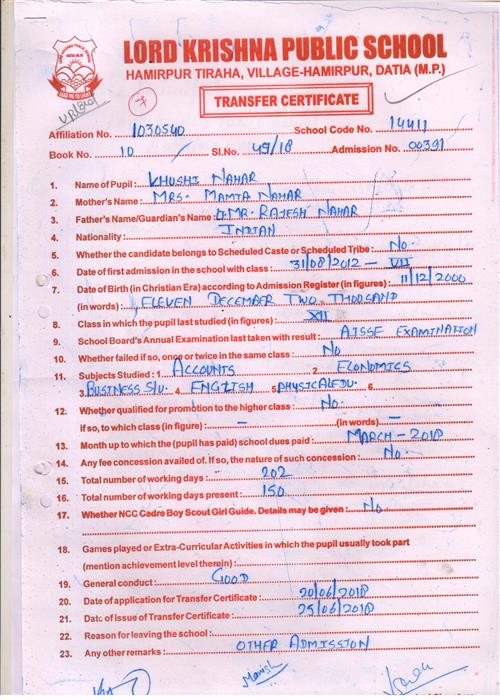 LORD KRISHNA PUBLIC SCHOOL
HAMIRPUR TIRAHA, VILLAGE-HAMIRPUR, DATIA (M.P.)
TRANSFER CERTIFICATE
Affiliation No. 1030540 School Code No. 14411
Book No. 10 Sl.No. 49/18 Admission No. 00391
1. Name of Pupil : KHUSHI NAHAR
2. Mother's Name : MRS. MAMTA NAHAR
3. Father's Name/Guardian's Name : MR. RAJESH NAHAR
4. Nationality : INDIAN
5. Whether the candidate belongs to Scheduled Caste or Scheduled Tribe : No.
6. Date of first admission in the school with class : 31/08/2012 - VII
7. Date of Birth (in Christian Era) according to Admission Register (in figures) : 11/12/2000
(in words) : ELEVEN DECEMBER TWO THOUSAND
8. Class in which the pupil last studied (in figures) : XII
9. School Board's Annual Examination last taken with result : AISSE EXAMINATION
10. Whether failed if so, one or twice in the same class : No
11. Subjects Studied : 1. ACCOUNTS 2. ECONOMICS
3. BUSINESS 4. ENGLISH 5. PHYSICAL EDU. 6.
12. Whether qualified for promotion to the higher class : No.
if so, to which class (in figure) : - (in words) -
13. Month up to which the (pupil has paid) school dues paid : MARCH - 2018
14. Any fee concession availed of. If so, the nature of such concession : No.
15. Total number of working days : 202
16. Total number of working days present : 150
17. Whether NCC Cadre Boy Scout Girl Guide. Details may be given : No
18. Games played or Extra-Curricular Activities in which the pupil usually took part
(mention achievement level therein) :
19. General conduct : GOOD
20. Date of application for Transfer Certificate : 20/06/2018
21. Date of issue of Transfer Certificate : 25/06/2018
22. Reason for leaving the school :
23. Any other remarks : OTHER ADMISSION
Manish